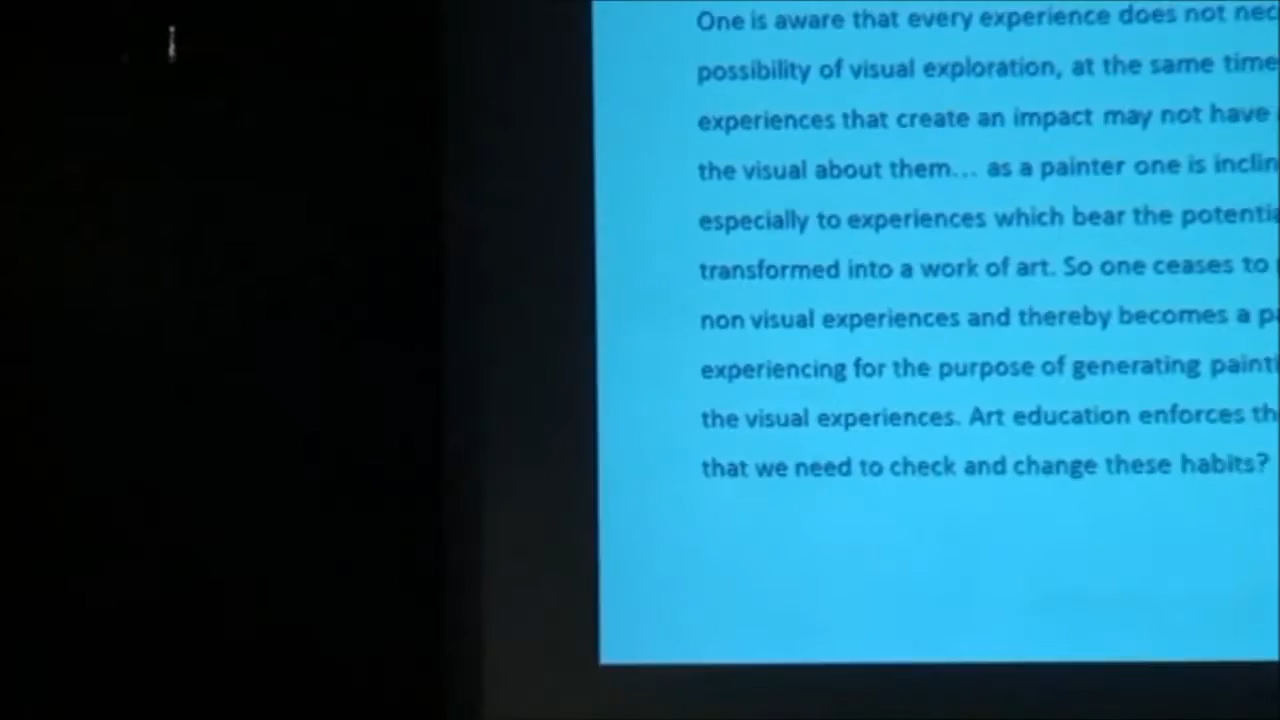 One is aware that every experience does not nec
possibility of visual exploration, at the same time
experiences that create an impact may not have
the visual about them... as a painter one is inclin
especially to experiences which bear the potentia
transformed into a work of art. So one ceases to
non visual experiences and thereby becomes a pa
experiencing for the purpose of generating painti
the visual experiences. Art education enforces th
that we need to check and change these habits?